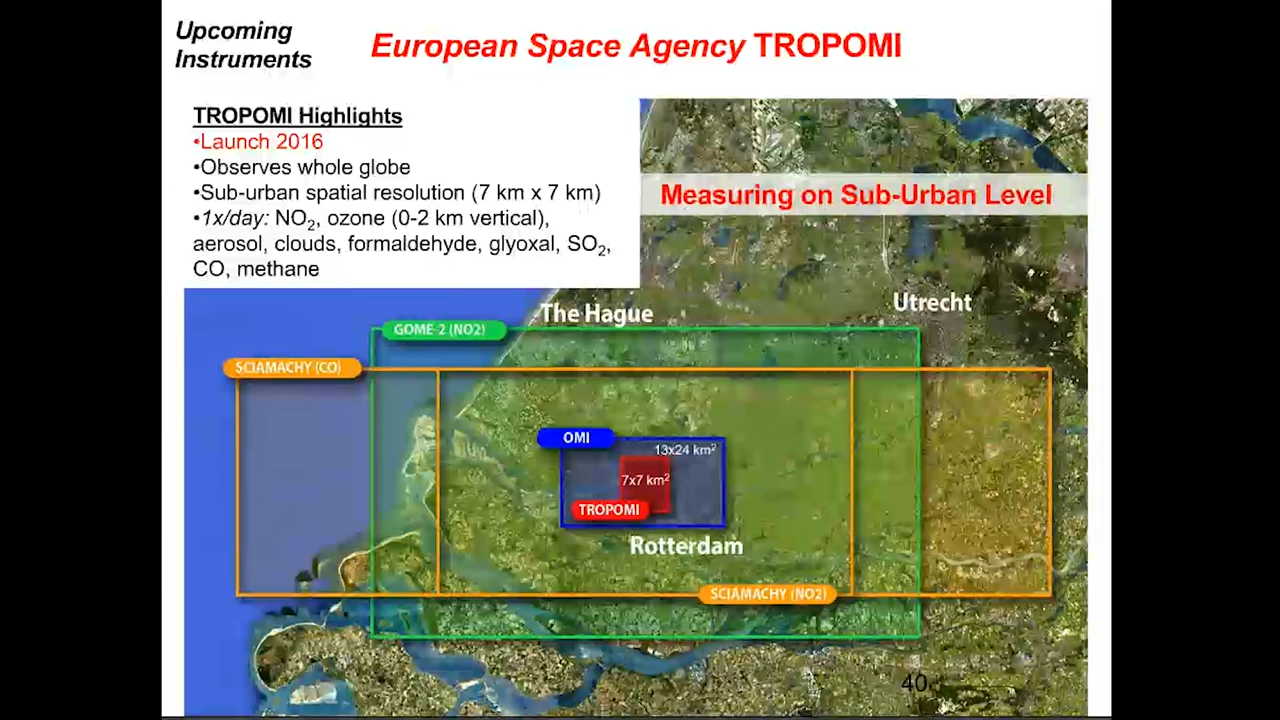 Upcoming
Instruments
European Space Agency TROPOMI
TROPOMI Highlights
•Launch 2016
•Observes whole globe
•Sub-urban spatial resolution (7 km x 7 km)
•1x/day: NO2, ozone (0-2 km vertical),
aerosol, clouds, formaldehyde, glyoxal, SO2,
CO, methane
Measuring on Sub-Urban Level
Utrecht
The Hague
GOME-2 (NO2)
SCIAMACHY (CO)
OMI
13x24 km2
7x7 km2
TROPOMI
Rotterdam
SCIAMACHY (NO2)
40